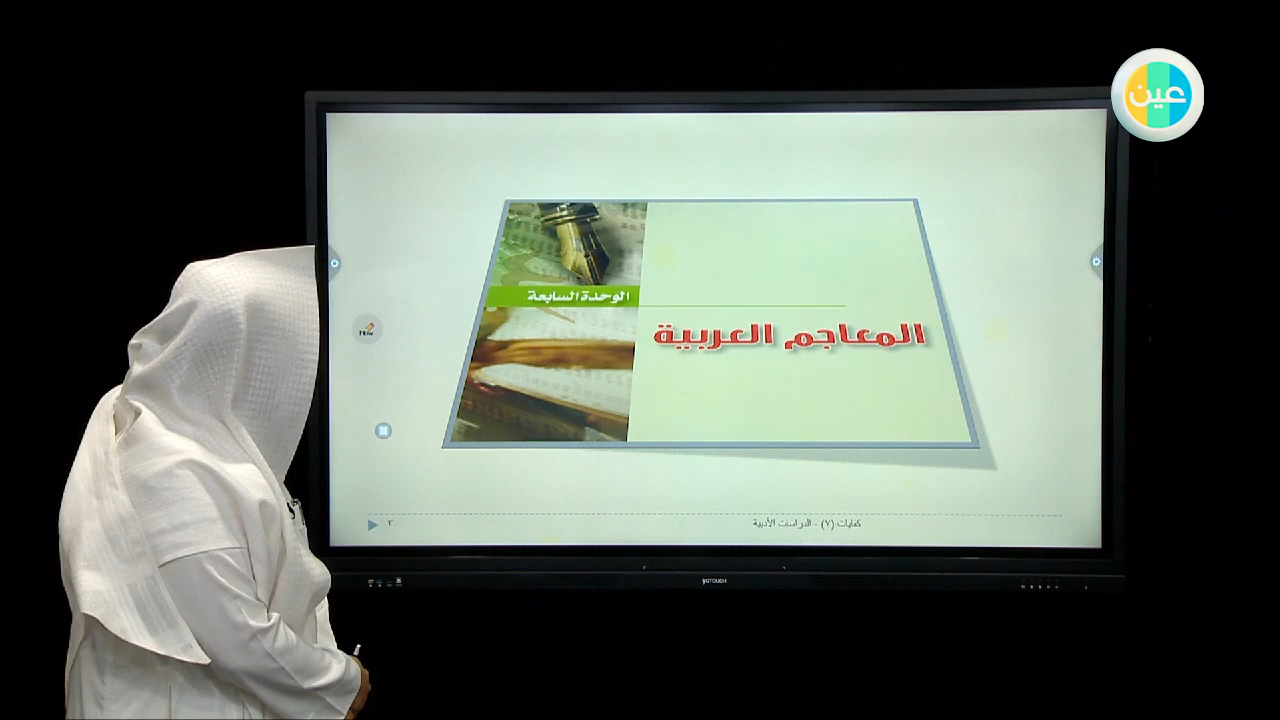 عين
الوحدة السابعة
المعاجم العربية
كفايات (٧) - الدراسات الأدبية
٢